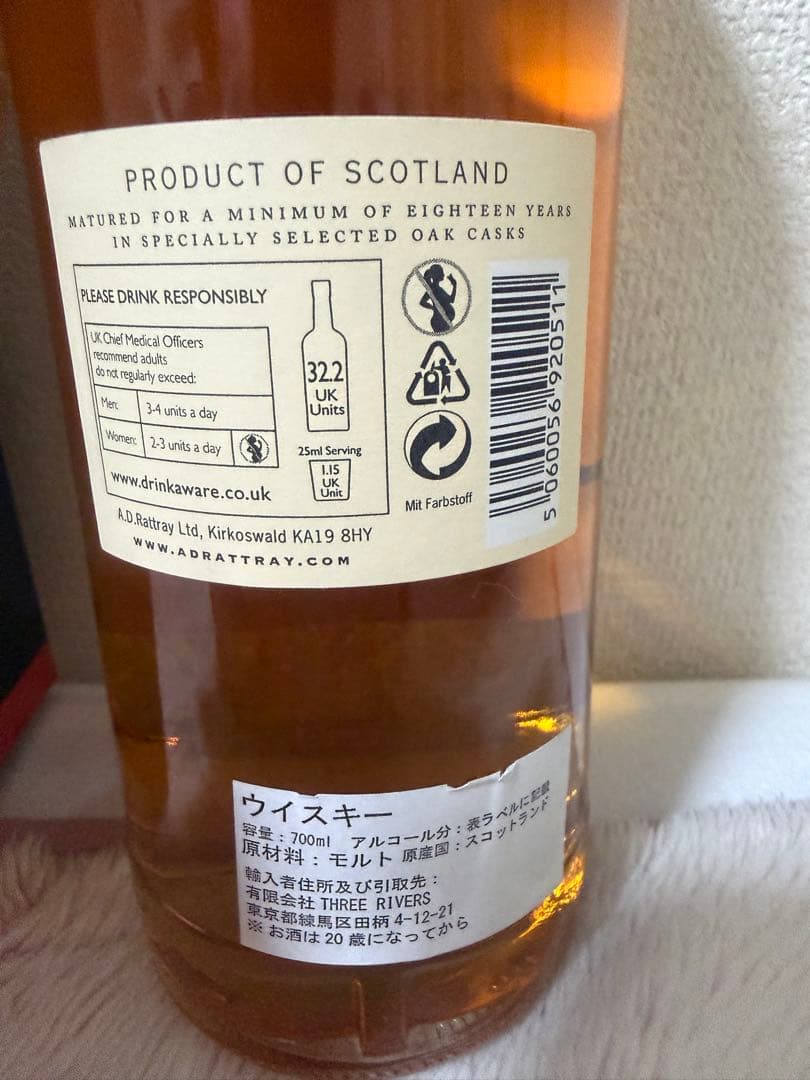 PRODUCT OF SCOTLAND
MATURED FOR A MINIMUM OF EIGHTEEN YEARS
IN SPECIALLY SELECTED OAK CASKS
PLEASE DRINK RESPONSIBLY
UK Chief Medical Officers
recommend adults
do not regularly exceed:
Men: 3-4 units a day
Women: 2-3 units a day
www.drinkaware.co.uk
32.2
UK
Units
25ml Serving
1.15
UK
Unit
Mit Farbstoff
5 060056 920511
A.D.Rattray Ltd, Kirkoswald KA19 8HY
WWW.ADRATTRAY.COM
ウイスキー
容量：700ml アルコール分：表ラベルに記載
原材料：モルト 原産国：スコットランド
輸入者住所及び引取先：
有限会社 THREE RIVERS
東京都練馬区田柄 4-12-21
※お酒は20歳になってから